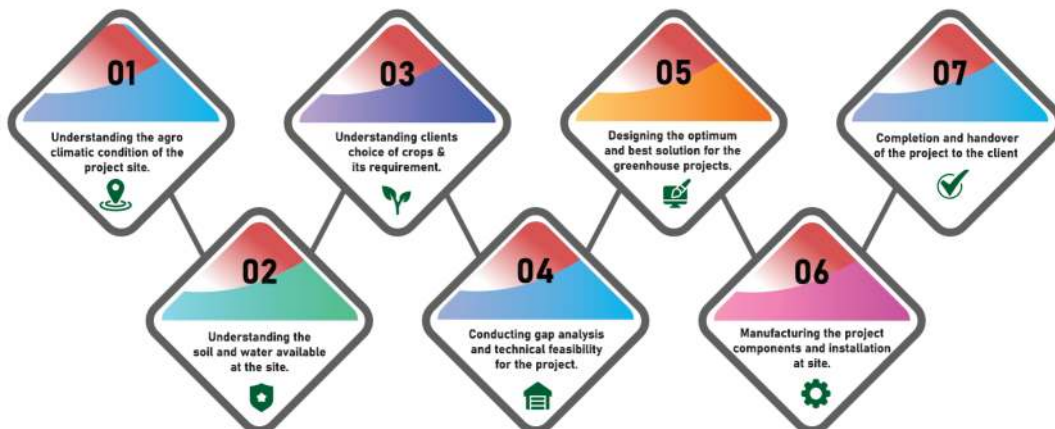 01
Understanding the agro
climatic condition of the
project site.
02
Understanding the
soil and water available
at the site.
03
Understanding clients
choice of crops &
its requirement.
04
Conducting gap analysis
and technical feasibility
for the project.
05
Designing the optimum
and best solution for the
greenhouse projects.
06
Manufacturing the project
components and installation
at site.
07
Completion and handover
of the project to the client